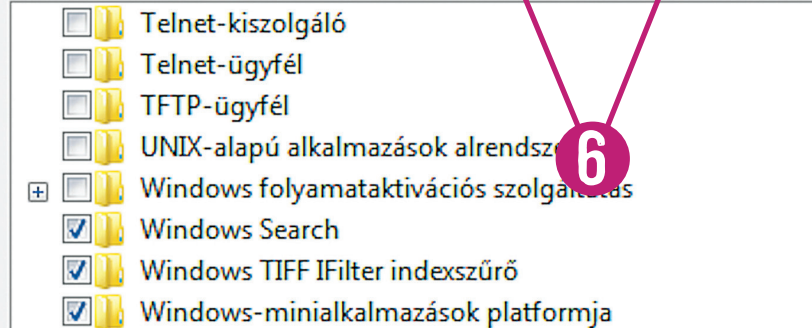 Telnet-kiszolgáló
Telnet-ügyfél
TFTP-ügyfél
UNIX-alapú alkalmazások
6
Windows folyamataktivációs
Windows Search
Windows TIFF IFilter indexszűrő
Windows-minialkalmazások platformja